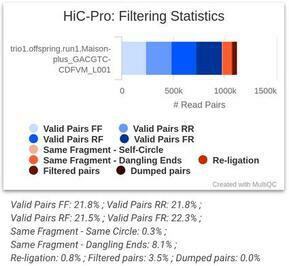 HiC-Pro: Filtering Statistics
trio1.offspring.run1.Maison-
plus_GACGTC-
CDFVM_L001
0 500k 1000k 1500k
# Read Pairs
Valid Pairs FF Valid Pairs RR
Valid Pairs RF Valid Pairs FR
Same Fragment - Self-Circle
Same Fragment - Dangling Ends Re-ligation
Filtered pairs Dumped pairs
Created with MultiQC
Valid Pairs FF: 21.8% ; Valid Pairs RR: 21.8% ;
Valid Pairs RF: 21.5% ; Valid Pairs FR: 22.3% ;
Same Fragment - Same Circle: 0.3% ;
Same Fragment - Dangling Ends: 8.1% ;
Re-ligation: 0.8% ; Filtered pairs: 3.5% ; Dumped pairs: 0.0%